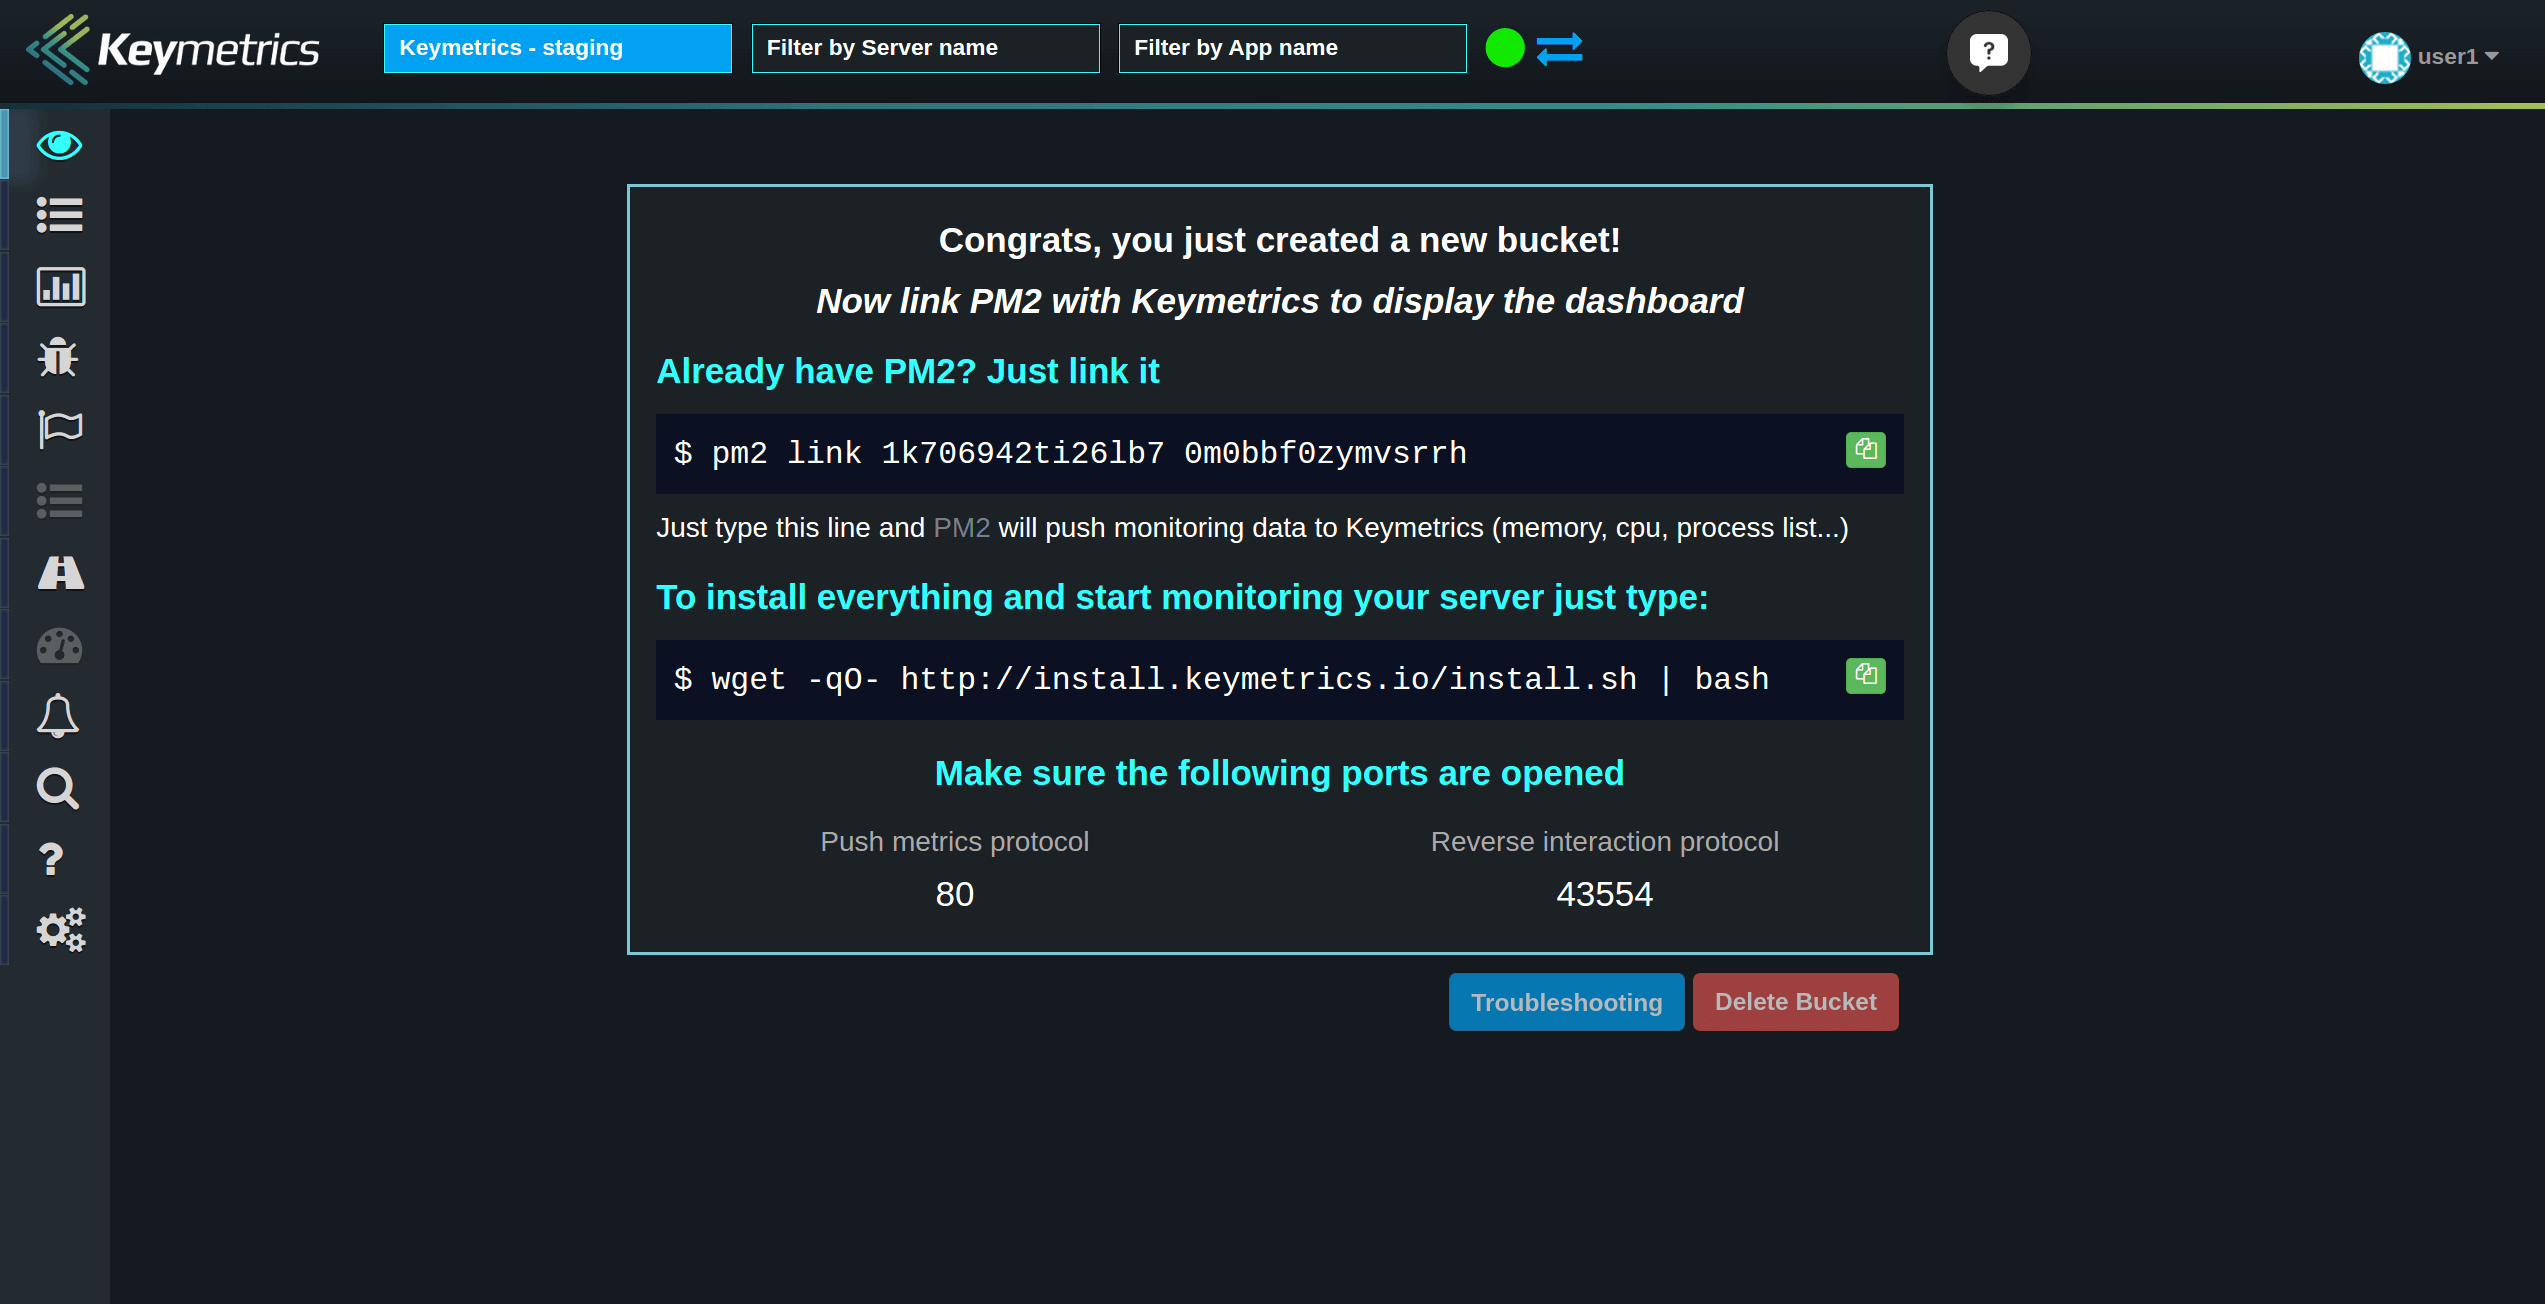 Keymetrics
Keymetrics - staging
Filter by Server name
Filter by App name
?
user1
Congrats, you just created a new bucket!
Now link PM2 with Keymetrics to display the dashboard
Already have PM2? Just link it
$ pm2 link 1k706942ti26lb7 0m0bbf0zymvsrrh
Just type this line and PM2 will push monitoring data to Keymetrics (memory, cpu, process list...)
To install everything and start monitoring your server just type:
$ wget -qO- http://install.keymetrics.io/install.sh | bash
Make sure the following ports are opened
Push metrics protocol
Reverse interaction protocol
80
43554
?
Troubleshooting
Delete Bucket